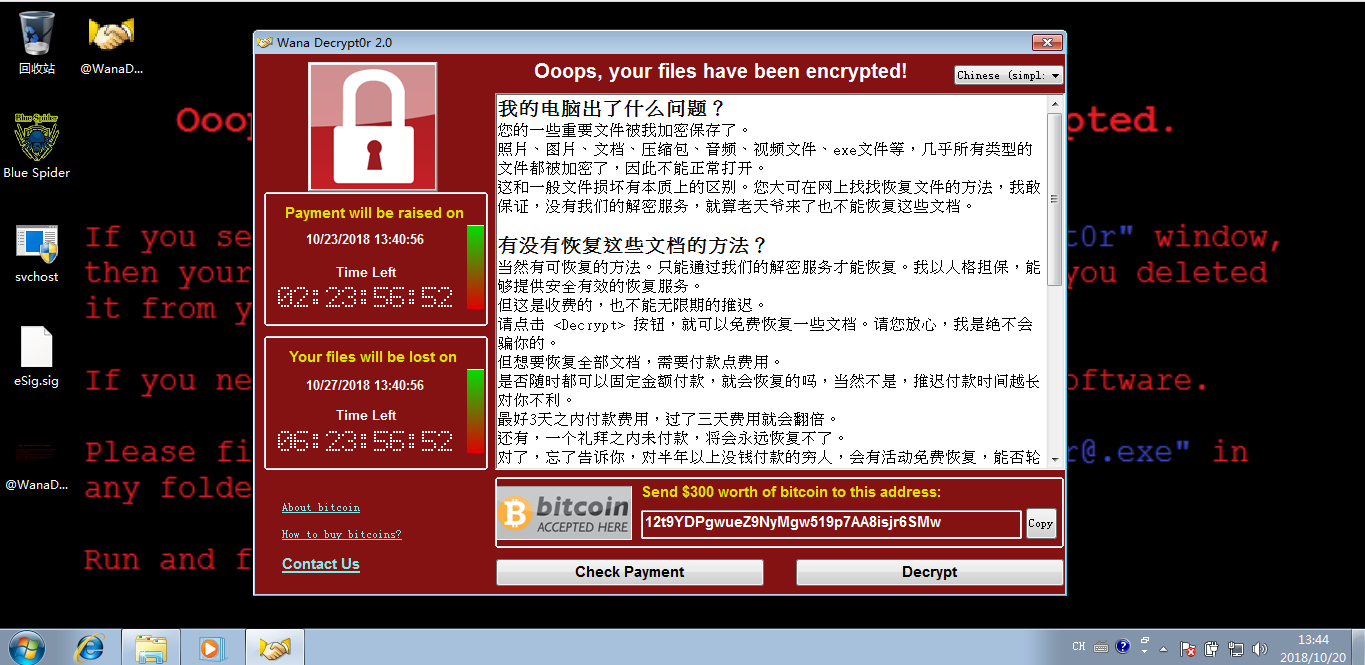 回收站
@WanaD...
Blue Spider
Blue Spider
svchost
eSig.sig
@WanaD...
Ooo
pted.
If you se
t0r" window,
then your
you deleted
it from y
If you ne
oftware.
Please fi
r@.exe" in
any folde
Run and f
Wana Decrypt0r 2.0
Ooops, your files have been encrypted!
Chinese (simpl:
Payment will be raised on
10/23/2018 13:40:56
Time Left
02:23:56:52
Your files will be lost on
10/27/2018 13:40:56
Time Left
06:23:56:52
About bitcoin
How to buy bitcoins?
Contact Us
我的电脑出了什么问题？
您的一些重要文件被我加密保存了。
照片、图片、文档、压缩包、音频、视频文件、exe文件等，几乎所有类型的
文件都被加密了，因此不能正常打开。
这和一般文件损坏有本质上的区别。您大可在网上找找恢复文件的方法，我敢
保证，没有我们的解密服务，就算老天爷来了也不能恢复这些文档。
有没有恢复这些文档的方法？
当然有可恢复的方法。只能通过我们的解密服务才能恢复。我以人格担保，能
够提供安全有效的恢复服务。
但这是收费的，也不能无限期的推迟。
请点击 <Decrypt> 按钮，就可以免费恢复一些文档。请您放心，我是绝不会
骗你的。
但想要恢复全部文档，需要付款点费用。
是否随时都可以固定金额付款，就会恢复的吗，当然不是，推迟付款时间越长
对你不利。
最好3天之内付款费用，过了三天费用就会翻倍。
还有，一个礼拜之内未付款，将会永远恢复不了。
对了，忘了告诉你，对半年以上没钱付款的穷人，会有活动免费恢复，能否轮
bitcoin
ACCEPTED HERE
Send $300 worth of bitcoin to this address:
12t9YDPgwueZ9NyMgw519p7AA8isjr6SMw
Copy
Check Payment
Decrypt
CH
13:44
2018/10/20